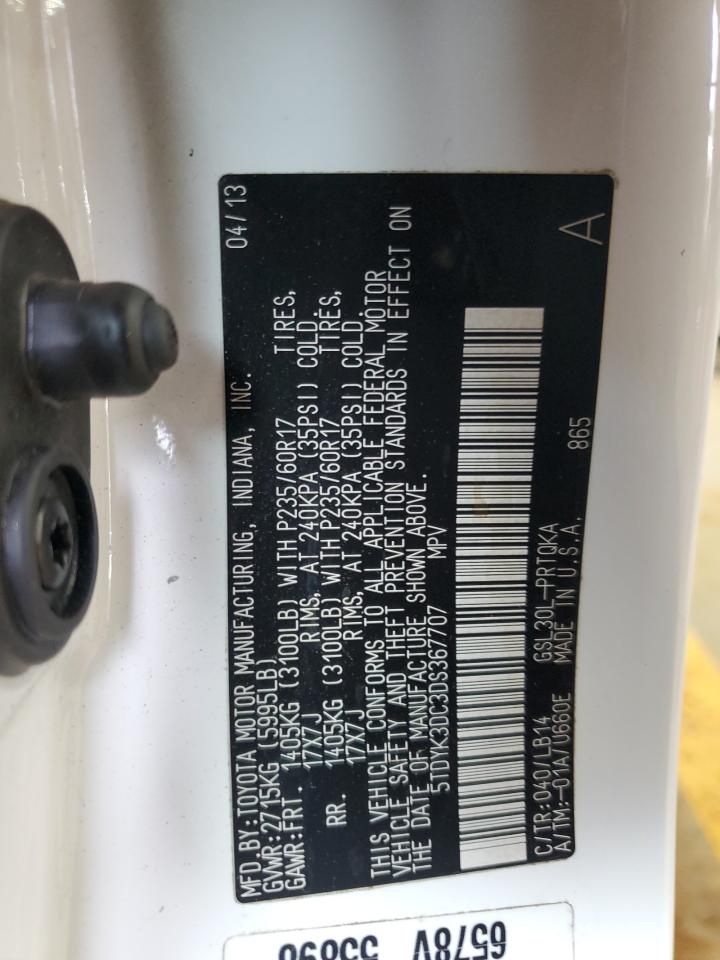 MFD. BY: TOYOTA MOTOR MANUFACTURING, INDIANA, INC. 04/13
GVWR: 2715KG (5995LB)
GAWR: FRT. 1405KG (3100LB) WITH P235/60R17 TIRES,
17X7J RIMS, AT 240KPA (35PSI) COLD.
RR. 1405KG (3100LB) WITH P235/60R17 TIRES,
17X7J RIMS, AT 240KPA (35PSI) COLD.
THIS VEHICLE CONFORMS TO ALL APPLICABLE FEDERAL MOTOR
VEHICLE SAFETY AND THEFT PREVENTION STANDARDS IN EFFECT ON
THE DATE OF MANUFACTURE SHOWN ABOVE.
5TDYK3DC3DS367707 MPV
C/TR: 040/LB14 GSL30L-PRTQKA 865 A
A/TM: -01A/U660E MADE IN U.S.A.
6578V